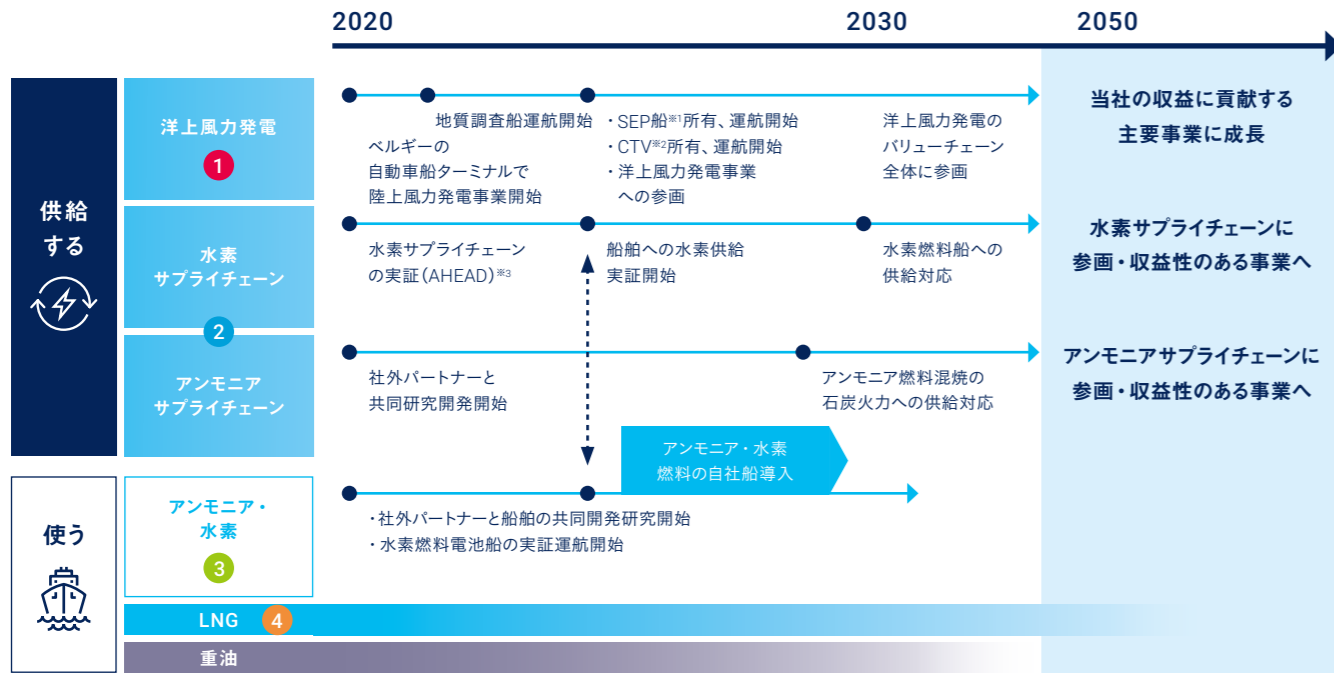 2020
2030
2050
供給
する
洋上風力発電
1
ベルギーの
自動車船ターミナルで
陸上風力発電事業開始
地質調査船運航開始
・SEP船※1所有、運航開始
・CTV※2所有、運航開始
・洋上風力発電事業
への参画
洋上風力発電の
バリューチェーン
全体に参画
当社の収益に貢献する
主要事業に成長
水素
サプライチェーン
水素サプライチェーン
の実証(AHEAD)※3
船舶への水素供給
実証開始
水素燃料船への
供給対応
水素サプライチェーンに
参画・収益性のある事業へ
2
アンモニア
サプライチェーン
社外パートナーと
共同研究開発開始
アンモニア燃料混焼の
石炭火力への供給対応
アンモニアサプライチェーンに
参画・収益性のある事業へ
使う
アンモニア・
水素
3
アンモニア・水素
燃料の自社船導入
・社外パートナーと船舶の共同開発研究開始
・水素燃料電池船の実証運航開始
LNG 4
重油